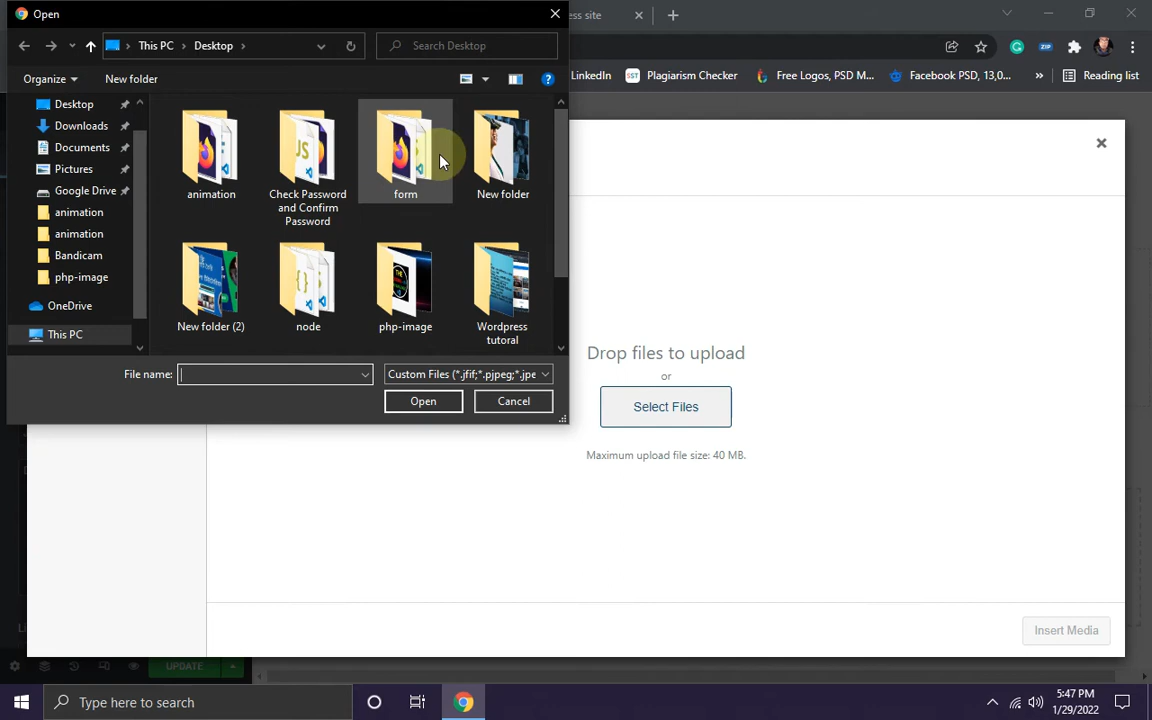 Open
ss site
This PC
Desktop
Search Desktop
LinkedIn
SST
Plagiarism Checker
Free Logos, PSD M...
Facebook PSD, 13,0...
»
Reading list
ZIP
Organize
New folder
Desktop
Downloads
Documents
Pictures
Google Drive
animation
animation
Bandicam
php-image
OneDrive
This PC
animation
JS
Check Password
and Confirm
Password
form
New folder
New folder (2)
node
php-image
Wordpress
tutoral
File name:
Custom Files (*.jfif;*.pjpeg;*.jpe
Open
Cancel
Drop files to upload
or
Select Files
Maximum upload file size: 40 MB.
Insert Media
UPDATE
Type here to search
5:47 PM
1/29/2022